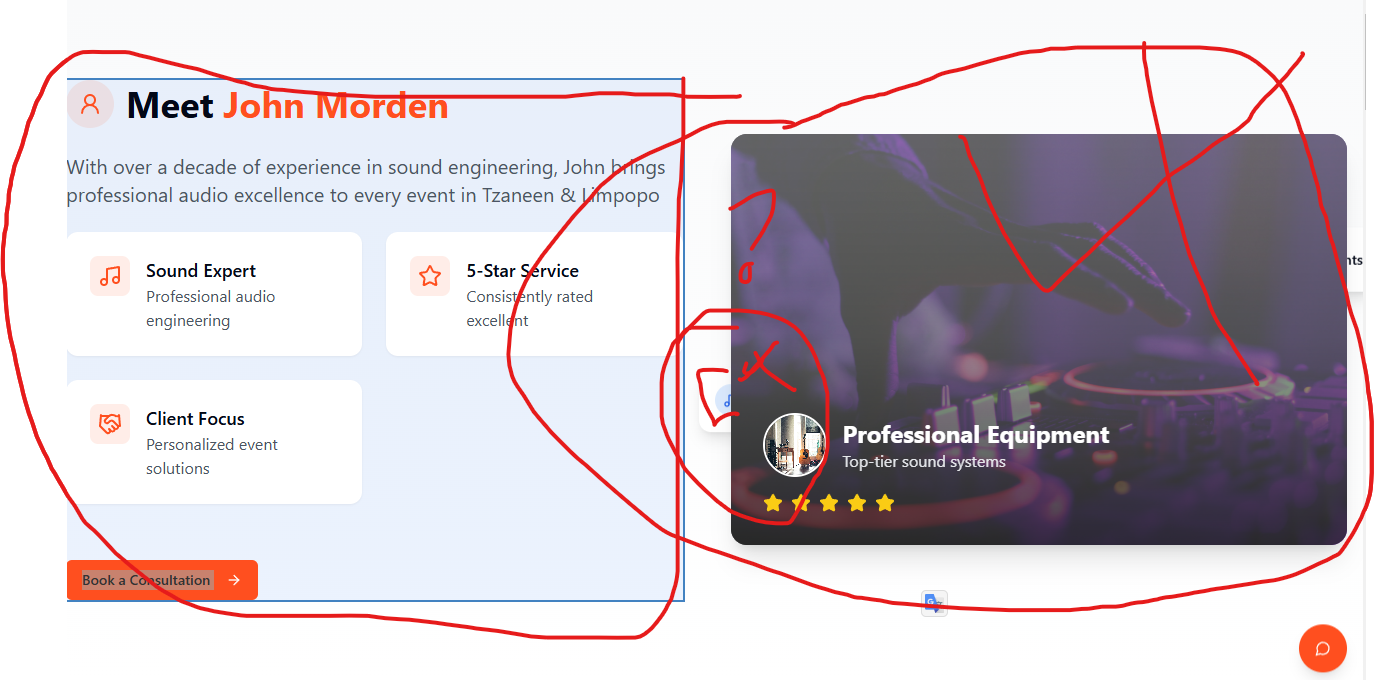 Meet John Morden
With over a decade of experience in sound engineering, John brings
professional audio excellence to every event in Tzaneen & Limpopo
Sound Expert
Professional audio
engineering
5-Star Service
Consistently rated
excellent
Client Focus
Personalized event
solutions
Book a Consultation
nts
Professional Equipment
Top-tier sound systems